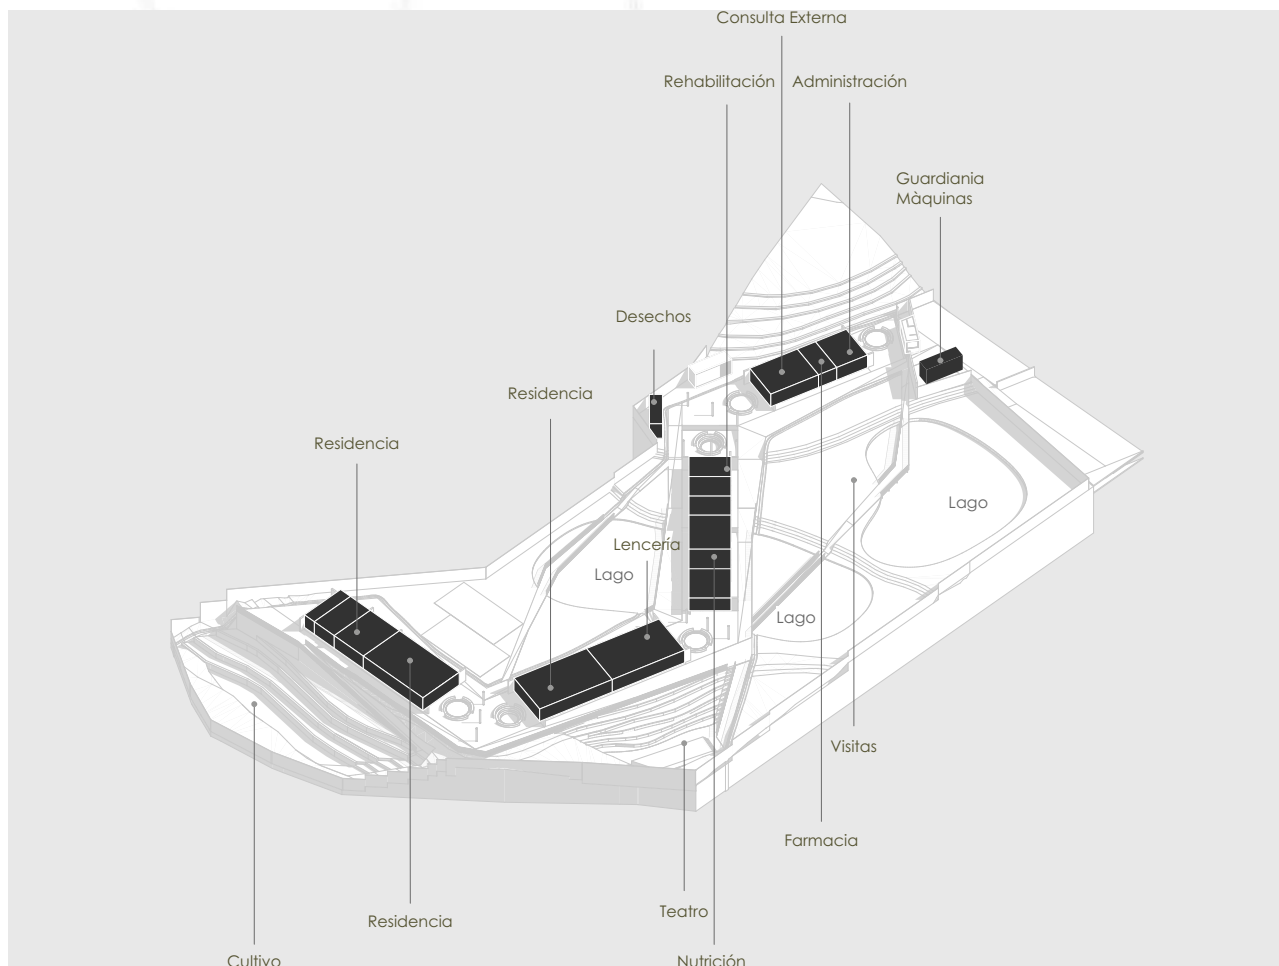 Consulta Externa
Rehabilitación
Administración
Guardiania
Màquinas
Desechos
Residencia
Residencia
Lago
Lencería
Lago
Lago
Visitas
Farmacia
Teatro
Residencia
Cultivo
Nutrición